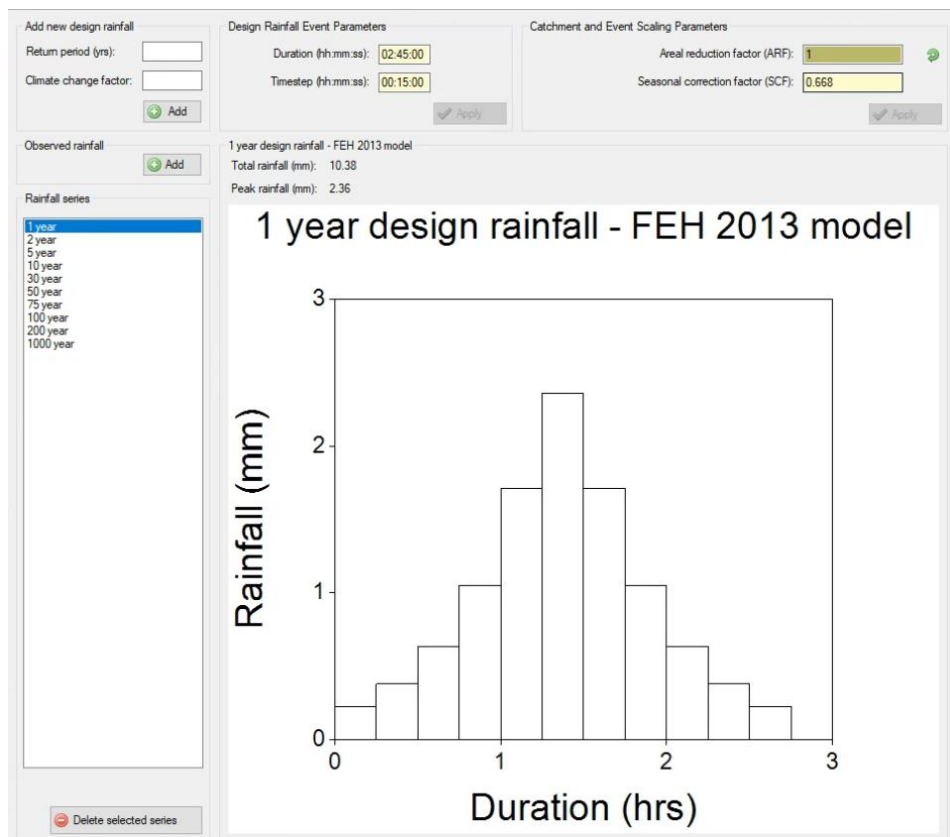 Add new design rainfall
Return period (yrs):
Climate change factor:
Add
Design Rainfall Event Parameters
Duration (hh:mm:ss): 02:45:00
Timestep (hh:mm:ss): 00:15:00
Apply
Catchment and Event Scaling Parameters
Areal reduction factor (ARF): 1
Seasonal correction factor (SCF): 0.668
Apply
Observed rainfall
Add
Rainfall series
1 year
2 year
5 year
10 year
30 year
50 year
75 year
100 year
200 year
1000 year
Delete selected series
1 year design rainfall - FEH 2013 model
Total rainfall (mm): 10.38
Peak rainfall (mm): 2.36
1 year design rainfall - FEH 2013 model
Rainfall (mm)
3
2
1
0
0 1 2 3
Duration (hrs)